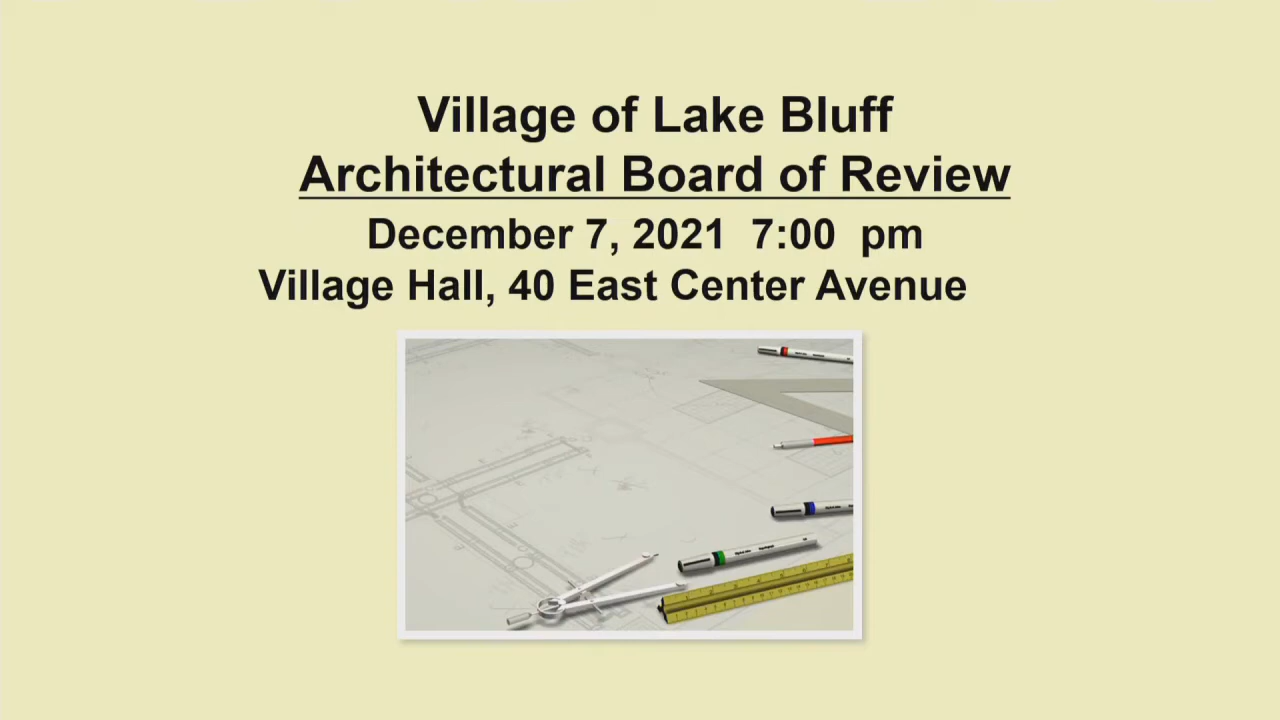 Village of Lake Bluff
Architectural Board of Review
December 7, 2021 7:00 pm
Village Hall, 40 East Center Avenue